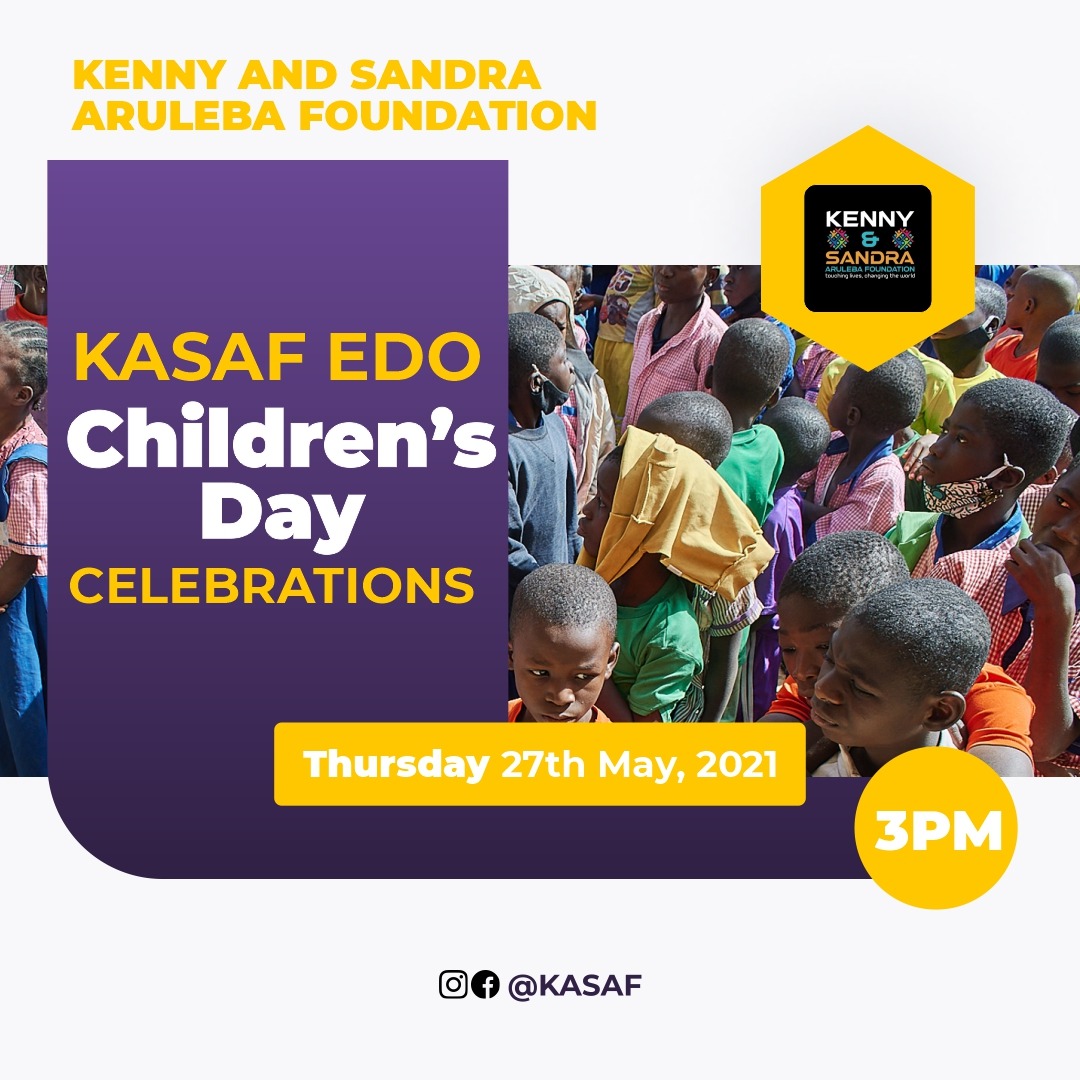 KENNY AND SANDRA
ARULEBA FOUNDATION
KENNY
&
SANDRA
ARULEBA FOUNDATION
touching lives, changing the world
KASAF EDO
Children’s
Day
CELEBRATIONS
Thursday 27th May, 2021
3PM
@KASAF